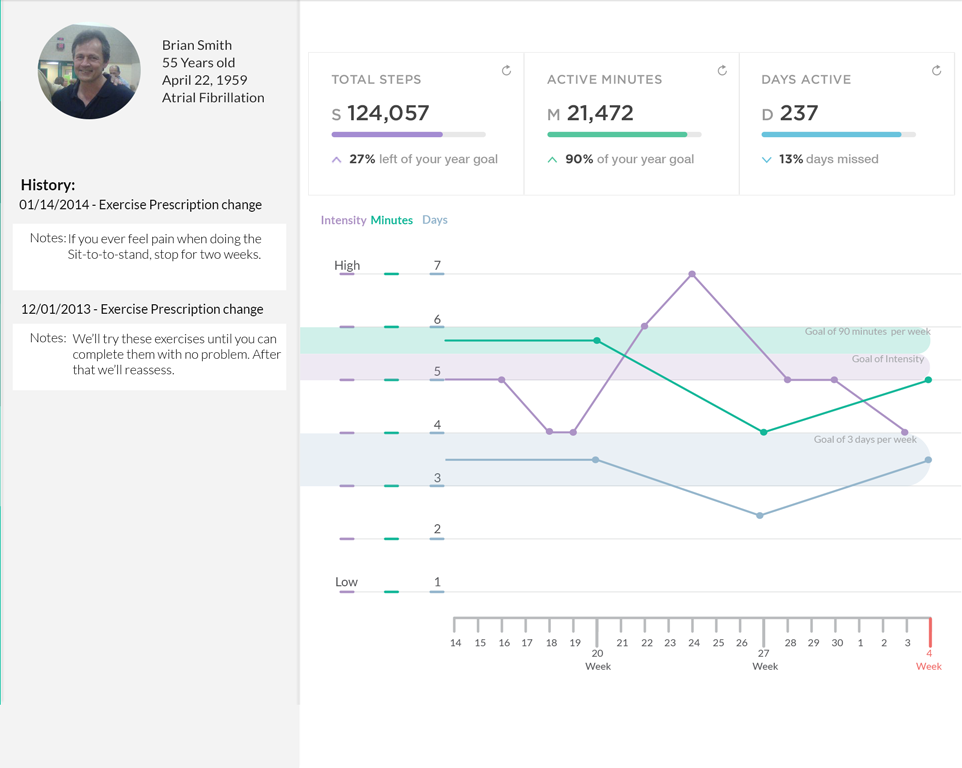 Brian Smith
55 Years old
April 22, 1959
Atrial Fibrillation
History:
01/14/2014 - Exercise Prescription change
Notes: If you ever feel pain when doing the
Sit-to-to-stand, stop for two weeks.
12/01/2013 - Exercise Prescription change
Notes: We'll try these exercises until you can
complete them with no problem. After
that we'll reassess.
TOTAL STEPS
S 124,057
27% left of your year goal
ACTIVE MINUTES
M 21,472
90% of your year goal
DAYS ACTIVE
D 237
13% days missed
Intensity Minutes Days
High 7
6
Goal of 90 minutes per week
Goal of Intensity
5
4
Goal of 3 days per week
3
2
Low 1
14 15 16 17 18 19 20 21 22 23 24 25 26 27 28 29 30 1 2 3 4
Week Week Week